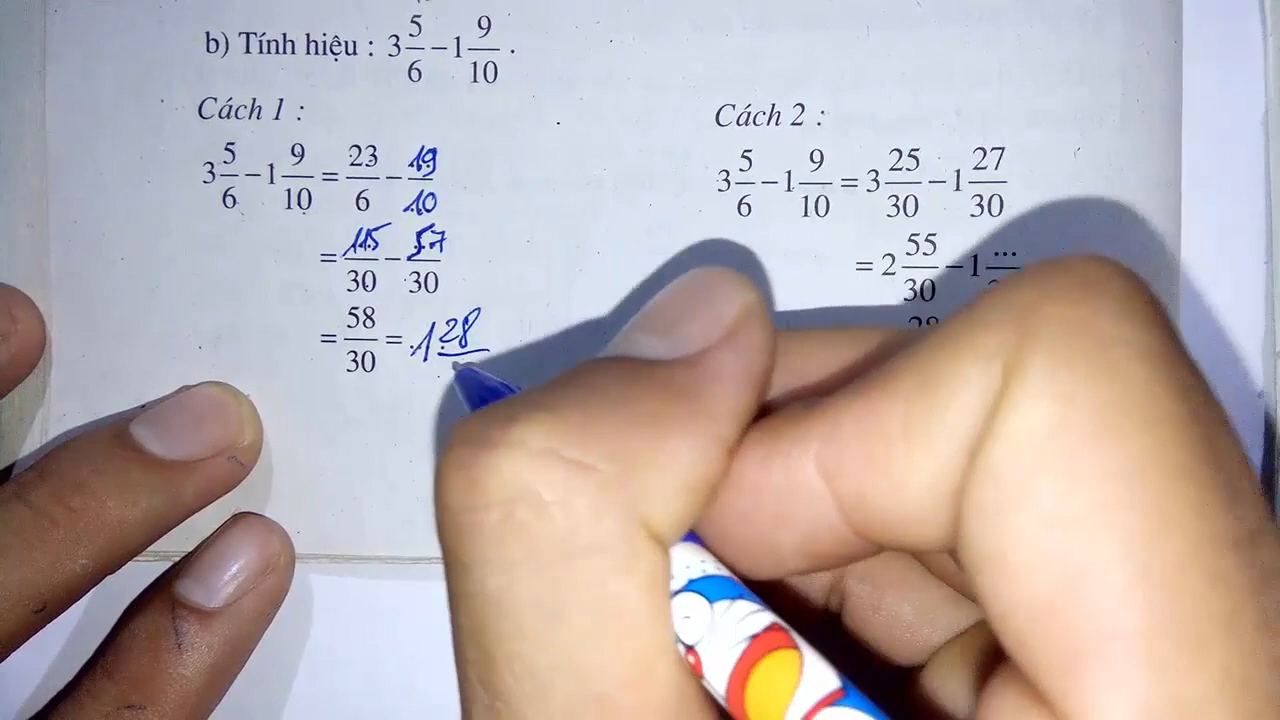 b) Tính hiệu : 3 5/6 − 1 9/10 .
Cách 1 :
3 5/6 − 1 9/10 = 23/6 − 19/10
= 115/30 − 57/30
= 58/30 = 1 28/
Cách 2 :
3 5/6 − 1 9/10 = 3 25/30 − 1 27/30
= 2 55/30 − 1 .../
28